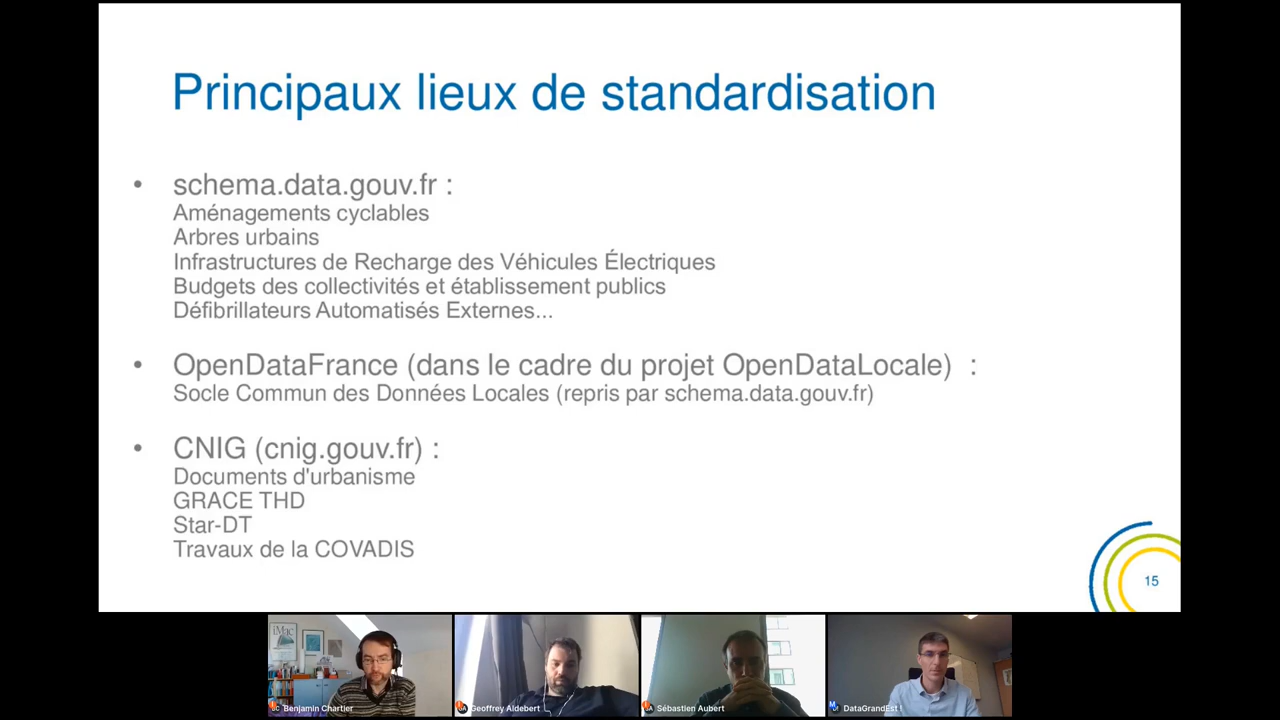 Principaux lieux de standardisation
• schema.data.gouv.fr :
Aménagements cyclables
Arbres urbains
Infrastructures de Recharge des Véhicules Électriques
Budgets des collectivités et établissement publics
Défibrillateurs Automatisés Externes...
• OpenDataFrance (dans le cadre du projet OpenDataLocale) :
Socle Commun des Données Locales (repris par schema.data.gouv.fr)
• CNIG (cnig.gouv.fr) :
Documents d'urbanisme
GRACE THD
Star-DT
Travaux de la COVADIS
15
iMac
Benjamin Chartier
Geoffrey Aldebert
Sébastien Aubert
DataGrandEst !